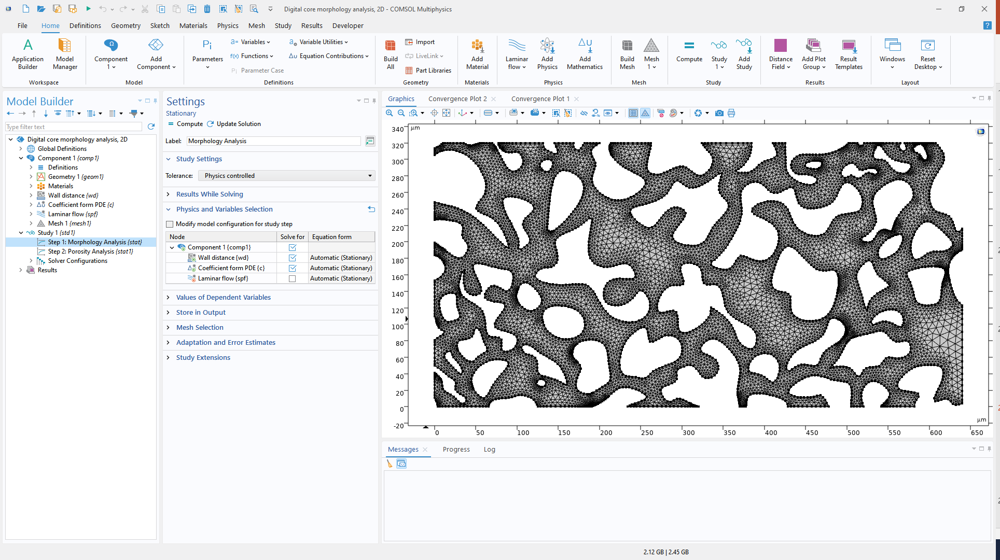 Digital core morphology analysis, 2D - COMSOL Multiphysics
File Home Definitions Geometry Sketch Materials Physics Mesh Study Results Developer
Application Builder
Model Manager
Workspace
Component 1
Add Component
Model
Pi
Parameters
a= Variables
f(x) Functions
Pi Parameter Case
a= Variable Utilities
Δu Equation Contributions
Definitions
Build All
Import
LiveLink
Part Libraries
Geometry
Add Material
Materials
Laminar flow
Add Physics
Add Mathematics
Physics
Build Mesh
Mesh 1
Mesh
Compute
Study 1
Add Study
Study
Distance Field
Add Plot Group
Result Templates
Results
Windows
Reset Desktop
Layout
Model Builder
Type filter text
Digital core morphology analysis, 2D
Global Definitions
Component 1 {comp1}
Definitions
Geometry 1 {geom1}
Materials
Wall distance {wd}
Coefficient form PDE {c}
Laminar flow {spf}
Mesh 1 {mesh1}
Study 1 {std1}
Step 1: Morphology Analysis {stat}
Step 2: Porosity Analysis {stat1}
Solver Configurations
Results
Settings
Stationary
= Compute Update Solution
Label: Morphology Analysis
Study Settings
Tolerance: Physics controlled
Results While Solving
Physics and Variables Selection
Modify model configuration for study step
Node Solve for Equation form
Component 1 {comp1}
Wall distance {wd} Automatic (Stationary)
Coefficient form PDE {c} Automatic (Stationary)
Laminar flow {spf} Automatic (Stationary)
Values of Dependent Variables
Store in Output
Mesh Selection
Adaptation and Error Estimates
Study Extensions
Graphics Convergence Plot 2 Convergence Plot 1
340
µm
320
300
280
260
240
220
200
180
160
140
120
100
80
60
40
20
0
-20
µm
0 50 100 150 200 250 300 350 400 450 500 550 600 650
Messages Progress Log
2.12 GB | 2.45 GB